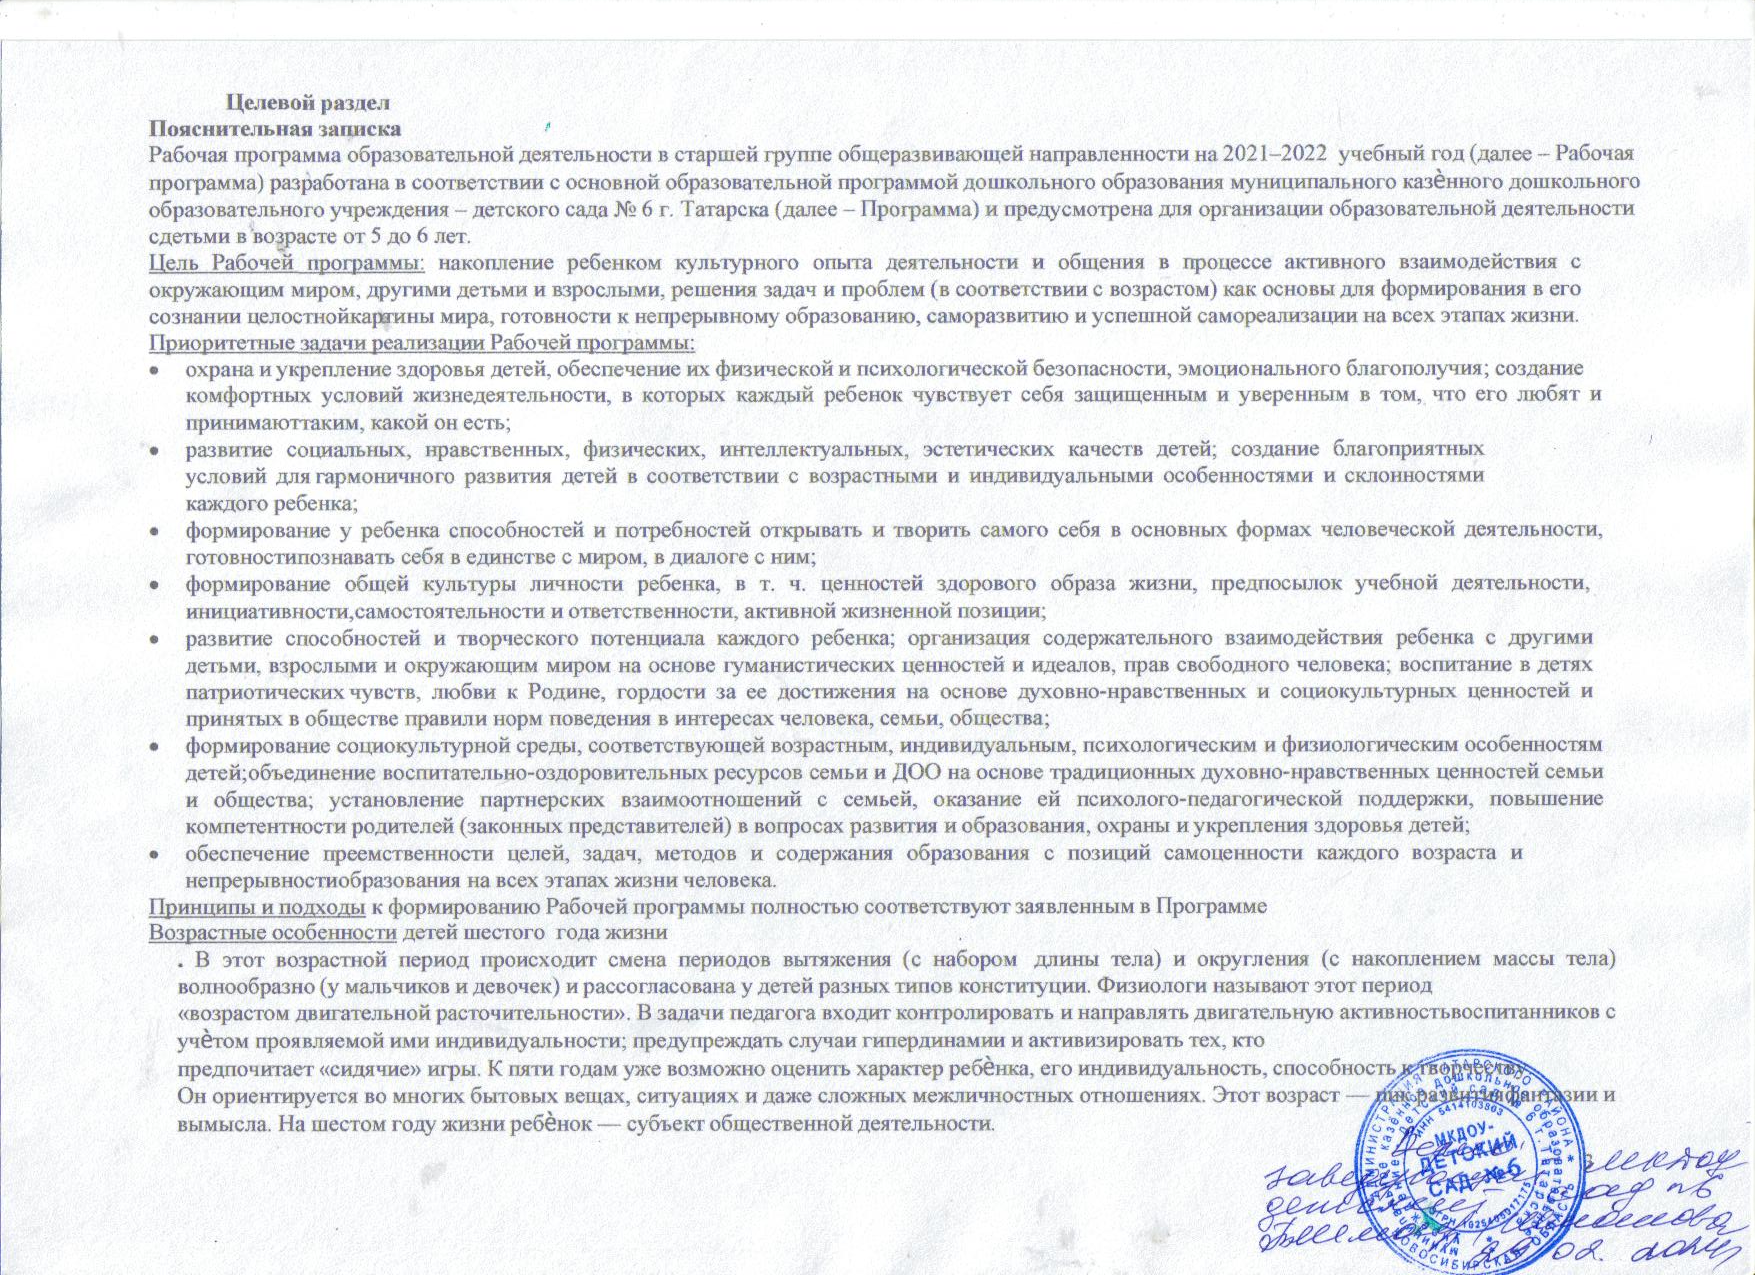 Целевой раздел
Пояснительная записка
Рабочая программа образовательной деятельности в старшей группе общеразвивающей направленности на 2021–2022 учебный год (далее – Рабочая
программа) разработана в соответствии с основной образовательной программой дошкольного образования муниципального казѐнного дошкольного
образовательного учреждения – детского сада № 6 г. Татарска (далее – Программа) и предусмотрена для организации образовательной деятельности
сдетьми в возрасте от 5 до 6 лет.
Цель Рабочей программы: накопление ребенком культурного опыта деятельности и общения в процессе активного взаимодействия с
окружающим миром, другими детьми и взрослыми, решения задач и проблем (в соответствии с возрастом) как основы для формирования в его
сознании целостнойкартины мира, готовности к непрерывному образованию, саморазвитию и успешной самореализации на всех этапах жизни.
Приоритетные задачи реализации Рабочей программы:
• охрана и укрепление здоровья детей, обеспечение их физической и психологической безопасности, эмоционального благополучия; создание
комфортных условий жизнедеятельности, в которых каждый ребенок чувствует себя защищенным и уверенным в том, что его любят и
принимаюттаким, какой он есть;
• развитие социальных, нравственных, физических, интеллектуальных, эстетических качеств детей; создание благоприятных
условий для гармоничного развития детей в соответствии с возрастными и индивидуальными особенностями и склонностями
каждого ребенка;
• формирование у ребенка способностей и потребностей открывать и творить самого себя в основных формах человеческой деятельности,
готовностипознавать себя в единстве с миром, в диалоге с ним;
• формирование общей культуры личности ребенка, в т. ч. ценностей здорового образа жизни, предпосылок учебной деятельности,
инициативности,самостоятельности и ответственности, активной жизненной позиции;
• развитие способностей и творческого потенциала каждого ребенка; организация содержательного взаимодействия ребенка с другими
детьми, взрослыми и окружающим миром на основе гуманистических ценностей и идеалов, прав свободного человека; воспитание в детях
патриотических чувств, любви к Родине, гордости за ее достижения на основе духовно-нравственных и социокультурных ценностей и
принятых в обществе правили норм поведения в интересах человека, семьи, общества;
• формирование социокультурной среды, соответствующей возрастным, индивидуальным, психологическим и физиологическим особенностям
детей;объединение воспитательно-оздоровительных ресурсов семьи и ДОО на основе традиционных духовно-нравственных ценностей семьи
и общества; установление партнерских взаимоотношений с семьей, оказание ей психолого-педагогической поддержки, повышение
компетентности родителей (законных представителей) в вопросах развития и образования, охраны и укрепления здоровья детей;
• обеспечение преемственности целей, задач, методов и содержания образования с позиций самоценности каждого возраста и
непрерывностиобразования на всех этапах жизни человека.
Принципы и подходы к формированию Рабочей программы полностью соответствуют заявленным в Программе
Возрастные особенности детей шестого года жизни
. В этот возрастной период происходит смена периодов вытяжения (с набором длины тела) и округления (с накоплением массы тела)
волнообразно (у мальчиков и девочек) и рассогласована у детей разных типов конституции. Физиологи называют этот период
«возрастом двигательной расточительности». В задачи педагога входит контролировать и направлять двигательную активностьвоспитанников с
учѐтом проявляемой ими индивидуальности; предупреждать случаи гипердинамии и активизировать тех, кто
предпочитает «сидячие» игры. К пяти годам уже возможно оценить характер ребѐнка, его индивидуальность, способность к творчеству.
Он ориентируется во многих бытовых вещах, ситуациях и даже сложных межличностных отношениях. Этот возраст — пик развития фантазии и
вымысла. На шестом году жизни ребѐнок — субъект общественной деятельности.
ИНН 5414103803
МКДОУ-
ДЕТСКИЙ
САД №6